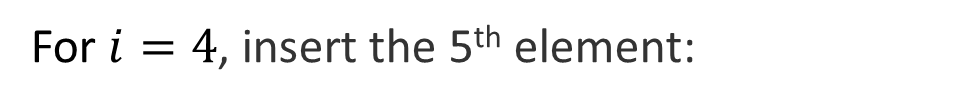 For i = 4, insert the 5th element: